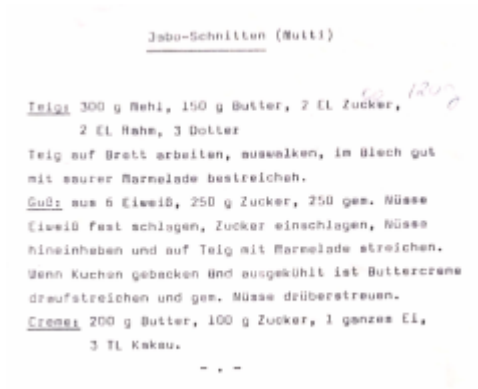 Jabo-Schnitten (Mutti)
Teig: 300 g Mehl, 150 g Butter, 2 EL Zucker,
2 EL Rahm, 3 Dotter
Teig auf Brett arbeiten, auswalken, im Blech gut
mit saurer Marmelade bestreichen.
Guß: aus 6 Eiweiß, 250 g Zucker, 250 gem. Nüsse
Eiweiß fest schlagen, Zucker einschlagen, Nüsse
hineinheben und auf Teig mit Marmelade streichen.
Wenn Kuchen gebacken und ausgekühlt ist Buttercreme
draufstreichen und gem. Nüsse drüberstreuen.
Creme: 200 g Butter, 100 g Zucker, 1 ganzes Ei,
3 TL Kakau.
- . -